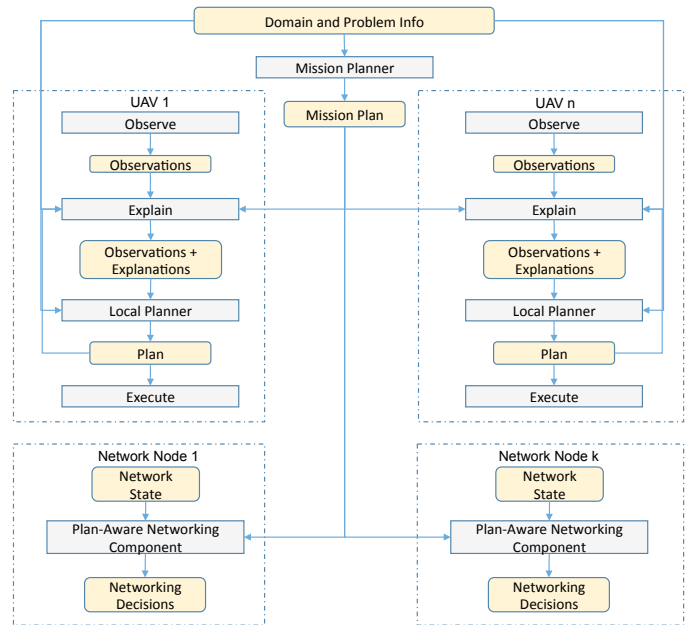 Domain and Problem Info
Mission Planner
Mission Plan
UAV 1
Observe
Observations
Explain
Observations +
Explanations
Local Planner
Plan
Execute
UAV n
Observe
Observations
Explain
Observations +
Explanations
Local Planner
Plan
Execute
Network Node 1
Network
State
Plan-Aware Networking
Component
Networking
Decisions
Network Node k
Network
State
Plan-Aware Networking
Component
Networking
Decisions